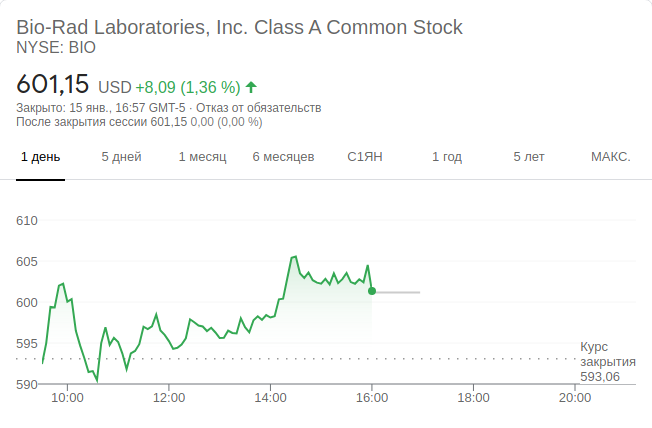 Bio-Rad Laboratories, Inc. Class A Common Stock
NYSE: BIO
601,15 USD +8,09 (1,36 %)
Закрыто: 15 янв., 16:57 GMT-5 · Отказ от обязательств
После закрытия сессии 601,15 0,00 (0,00 %)
1 день 5 дней 1 месяц 6 месяцев С1ЯН 1 год 5 лет МАКС.
610
605
600
595
590
Курс
закрытия
593,06
10:00 12:00 14:00 16:00 18:00 20:00